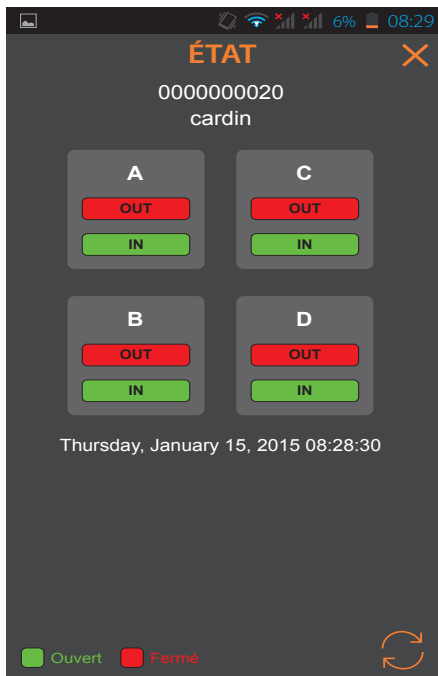 6% 08:29
ÉTAT
0000000020
cardin
A C
OUT OUT
IN IN
B D
OUT OUT
IN IN
Thursday, January 15, 2015 08:28:30
Ouvert Fermé